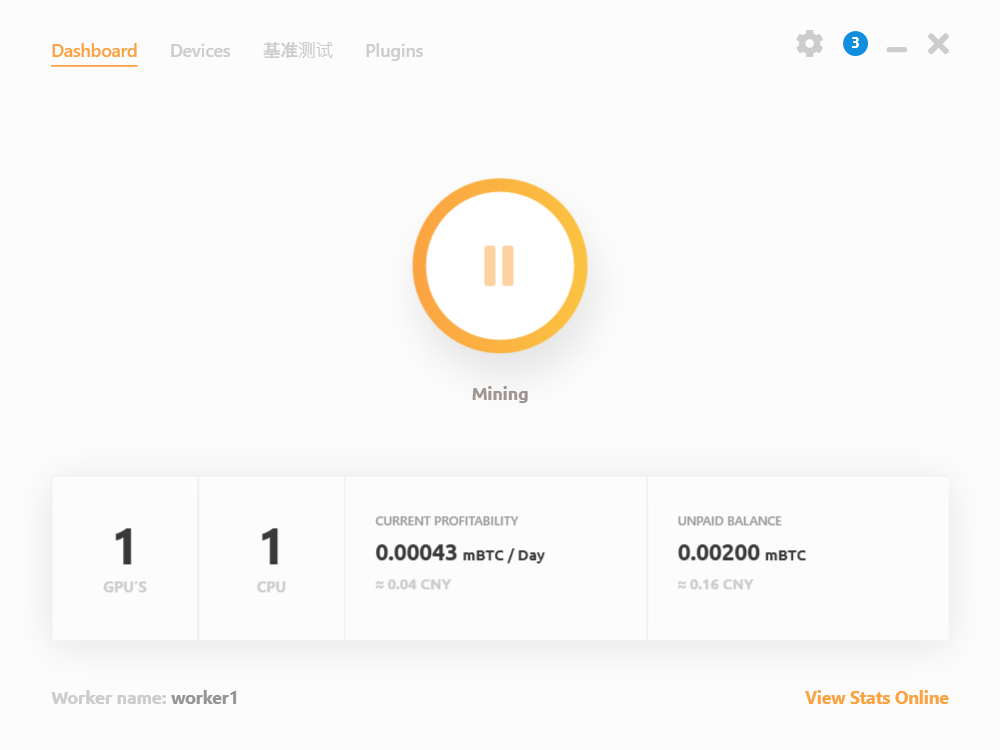 Dashboard Devices 基准测试 Plugins 3
Mining
1
GPU'S
1
CPU
CURRENT PROFITABILITY
0.00043 mBTC / Day
≈ 0.04 CNY
UNPAID BALANCE
0.00200 mBTC
≈ 0.16 CNY
Worker name: worker1
View Stats Online